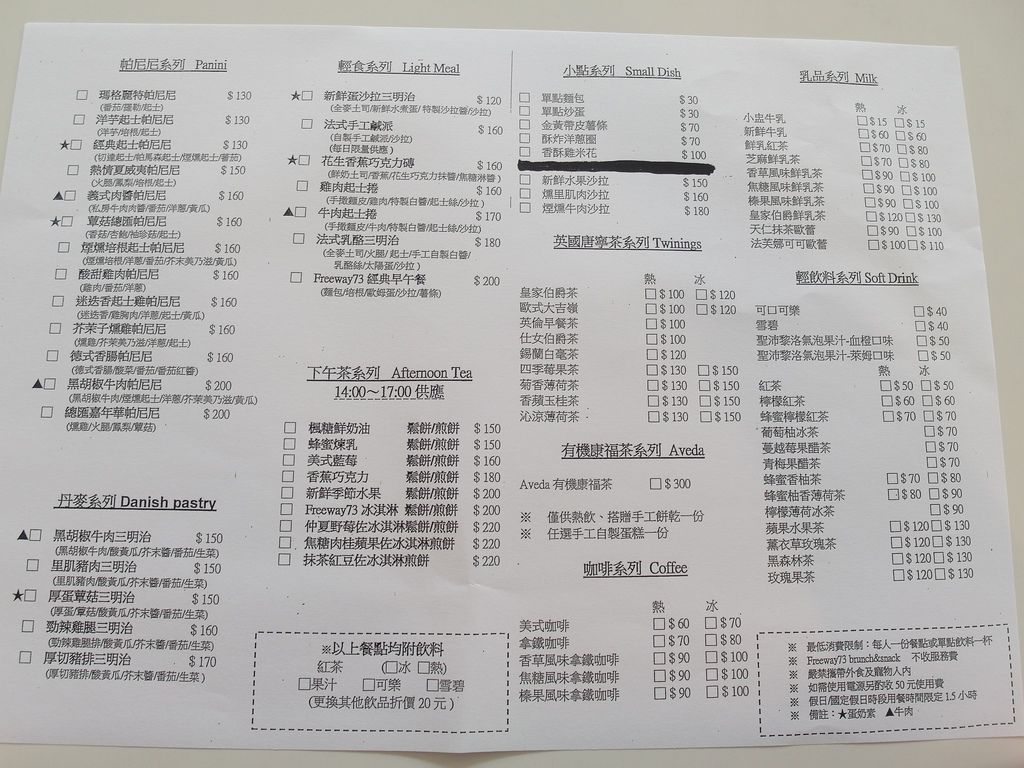 帕尼尼系列 Panini
□ 瑪格麗特帕尼尼 $130
(番茄/羅勒/起士)
□ 洋芋起士帕尼尼 $130
(洋芋/培根/起士)
★□ 經典起士帕尼尼 $130
(切達起士/帕馬森起士/煙燻起士/番茄)
□ 熱情夏威夷帕尼尼 $150
(火腿/鳳梨/培根/起士)
▲□ 義式肉醬帕尼尼 $160
(私房牛肉肉醬/番茄/洋蔥/黃瓜)
★□ 蕈菇總匯帕尼尼 $160
(香菇/杏鮑/袖珍菇/起士)
□ 煙燻培根起士帕尼尼 $160
(煙燻培根/洋蔥/番茄/芥末美乃滋/黃瓜)
□ 酸甜雞肉帕尼尼 $160
(雞肉/番茄/洋蔥)
□ 迷迭香起士雞帕尼尼 $160
(迷迭香/雞胸肉/洋蔥/起士/黃瓜)
□ 芥茉子燻雞帕尼尼 $160
(燻雞/芥茉美乃滋/洋蔥/起士)
□ 德式香腸帕尼尼 $160
(德式香腸/酸菜/番茄/番茄紅醬)
▲□ 黑胡椒牛肉帕尼尼 $200
(黑胡椒牛肉/煙燻起士/洋蔥/芥茉美乃滋/黃瓜)
□ 總匯嘉年華帕尼尼 $200
(燻雞/火腿/鳳梨/蕈菇)
丹麥系列 Danish pastry
▲□ 黑胡椒牛肉三明治 $150
(黑胡椒牛肉/酸黃瓜/芥末醬/番茄/生菜)
□ 里肌豬肉三明治 $150
(里肌豬肉/酸黃瓜/芥末醬/番茄/生菜)
★□ 厚蛋蕈菇三明治 $150
(厚蛋/蕈菇/酸黃瓜/芥末醬/番茄/生菜)
□ 勁辣雞腿三明治 $160
(勁辣雞排/酸黃瓜/芥末醬/番茄/生菜)
□ 厚切豬排三明治 $170
(厚切豬排/酸黃瓜/芥末醬/番茄/生菜)
輕食系列 Light Meal
★□ 新鮮蛋沙拉三明治 $120
(全麥土司/新鮮水煮蛋/特製沙拉醬/沙拉)
□ 法式手工鹹派 $160
(自製手工鹹派/沙拉)
(每日限量供應)
★□ 花生香蕉巧克力磚 $160
(鮮奶土司/香蕉/花生巧克力抹醬/焦糖淋醬)
□ 雞肉起士捲 $160
(手撖麵皮/雞肉/特製白醬/起士絲/沙拉)
▲□ 牛肉起士捲 $170
(手撖麵皮/牛肉/特製白醬/起士絲/沙拉)
□ 法式乳酪三明治 $180
(全麥土司/火腿/起士/手工自製白醬/
乳酪絲/太陽蛋/沙拉)
□ Freeway73 經典早午餐 $200
(麵包/培根/歐姆蛋/沙拉/薯條)
下午茶系列 Afternoon Tea
14:00～17:00 供應
□ 楓糖鮮奶油 鬆餅/煎餅 $150
□ 蜂蜜煉乳 鬆餅/煎餅 $150
□ 美式藍莓 鬆餅/煎餅 $160
□ 香蕉巧克力 鬆餅/煎餅 $180
□ 新鮮季節水果 鬆餅/煎餅 $200
□ Freeway73 冰淇淋 鬆餅/煎餅 $200
□ 仲夏野莓佐冰淇淋鬆餅/煎餅 $220
□ 焦糖肉桂蘋果佐冰淇淋煎餅 $220
□ 抹茶紅豆佐冰淇淋煎餅 $220
※以上餐點均附飲料
紅茶 (□冰 □熱)
□果汁 □可樂 □雪碧
(更換其他飲品折價 20 元)
小點系列 Small Dish
□ 單點麵包 $30
□ 單點炒蛋 $30
□ 金黃帶皮薯條 $70
□ 酥炸洋蔥圈 $70
□ 香酥雞米花 $100
□ 新鮮水果沙拉 $150
□ 燻里肌肉沙拉 $160
□ 煙燻牛肉沙拉 $180
英國唐寧茶系列 Twinings
熱 冰
皇家伯爵茶 □$100 □$120
歐式大吉嶺 □$100 □$120
英倫早餐茶 □$100
仕女伯爵茶 □$100
錫蘭白毫茶 □$120
四季莓果茶 □$130 □$150
菊香薄荷茶 □$130 □$150
香蘋玉桂茶 □$130 □$150
沁涼薄荷茶 □$130 □$150
有機康福茶系列 Aveda
Aveda 有機康福茶 □$300
※ 僅供熱飲、搭贈手工餅乾一份
※ 任選手工自製蛋糕一份
咖啡系列 Coffee
熱 冰
美式咖啡 □$60 □$70
拿鐵咖啡 □$70 □$80
香草風味拿鐵咖啡 □$90 □$100
焦糖風味拿鐵咖啡 □$90 □$100
榛果風味拿鐵咖啡 □$90 □$100
乳品系列 Milk
熱 冰
小盅牛乳 □$15 □$15
新鮮牛乳 □$60 □$60
鮮乳紅茶 □$70 □$70
芝麻鮮乳茶 □$70 □$80
香草風味鮮乳茶 □$90 □$100
焦糖風味鮮乳茶 □$90 □$100
榛果風味鮮乳茶 □$90 □$100
皇家伯爵鮮乳茶 □$120 □$130
天仁抹茶歐蕾 □$90 □$100
法芙娜可可歐蕾 □$100 □$110
輕飲料系列 Soft Drink
可口可樂 □$40
雪碧 □$40
聖沛黎洛氣泡果汁-血橙口味 □$50
聖沛黎洛氣泡果汁-萊姆口味 □$50
熱 冰
紅茶 □$50 □$50
檸檬紅茶 □$60 □$60
蜂蜜檸檬紅茶 □$70 □$70
葡萄柚冰茶 □$70
蔓越莓果醋茶 □$70
青梅果醋茶 □$70
蜂蜜香柚茶 □$70 □$80
蜂蜜柚香薄荷茶 □$80 □$90
檸檬薄荷冰茶 □$90
蘋果水果茶 □$120 □$130
薰衣草玫瑰茶 □$120 □$130
黑森林茶 □$120 □$130
玫瑰果茶 □$120 □$130
※ 最低消費限制：每人一份餐點或單點飲料一杯
※ Freeway73 brunch&snack 不收服務費
※ 嚴禁攜帶外食及寵物入內
※ 如需使用電源另酌收 50 元使用費
※ 假日/國定假日時段用餐時間限定 1.5 小時
※ 備註：★蛋奶素 ▲牛肉